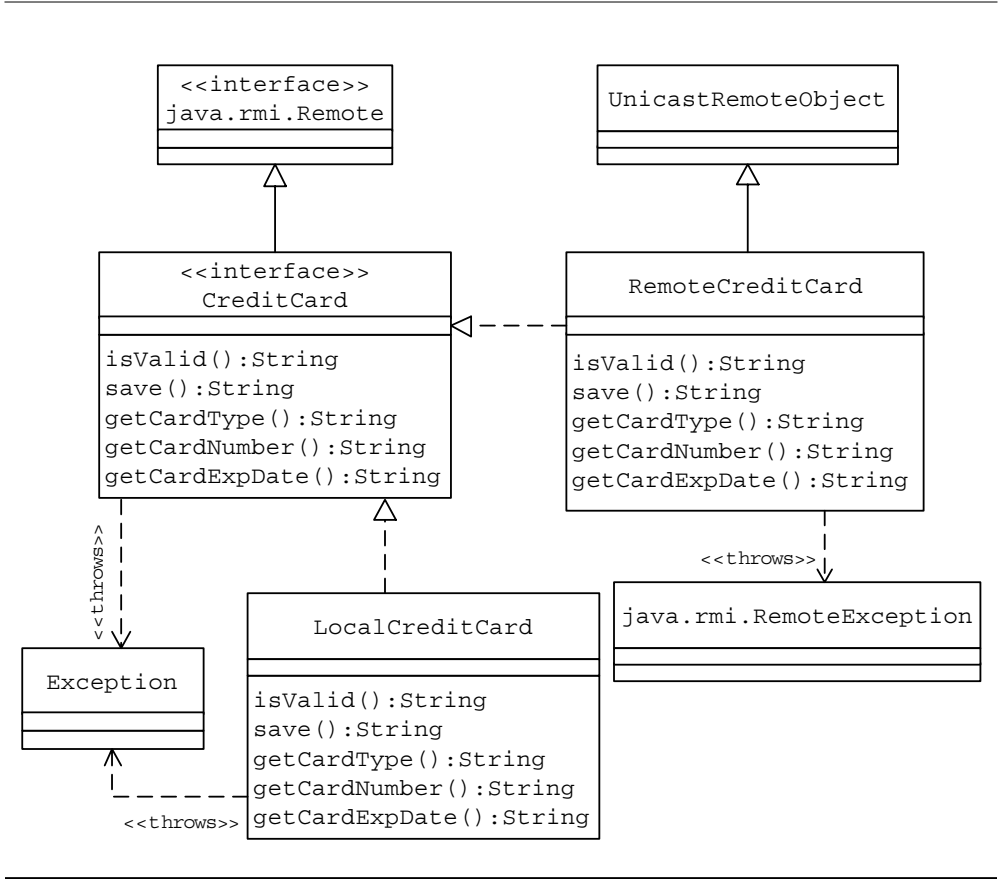 <<interface>>
java.rmi.Remote
UnicastRemoteObject
<<interface>>
CreditCard
isValid():String
save():String
getCardType():String
getCardNumber():String
getCardExpDate():String
RemoteCreditCard
isValid():String
save():String
getCardType():String
getCardNumber():String
getCardExpDate():String
<<throws>>
<<throws>>
java.rmi.RemoteException
Exception
LocalCreditCard
isValid():String
save():String
getCardType():String
getCardNumber():String
getCardExpDate():String
<<throws>>